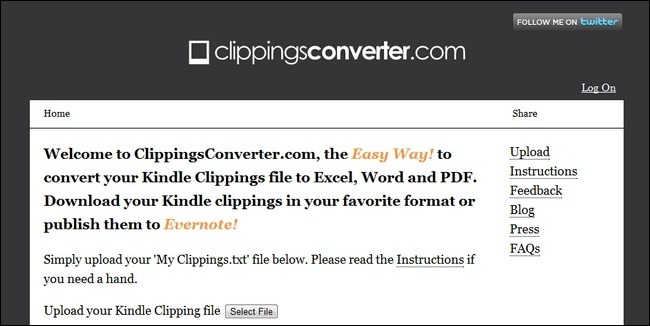 FOLLOW ME ON twitter
clippingsconverter.com
Log On
Home
Share
Welcome to ClippingsConverter.com, the Easy Way! to
convert your Kindle Clippings file to Excel, Word and PDF.
Download your Kindle clippings in your favorite format or
publish them to Evernote!
Simply upload your 'My Clippings.txt' file below. Please read the Instructions if
you need a hand.
Upload your Kindle Clipping file Select File
Upload
Instructions
Feedback
Blog
Press
FAQs